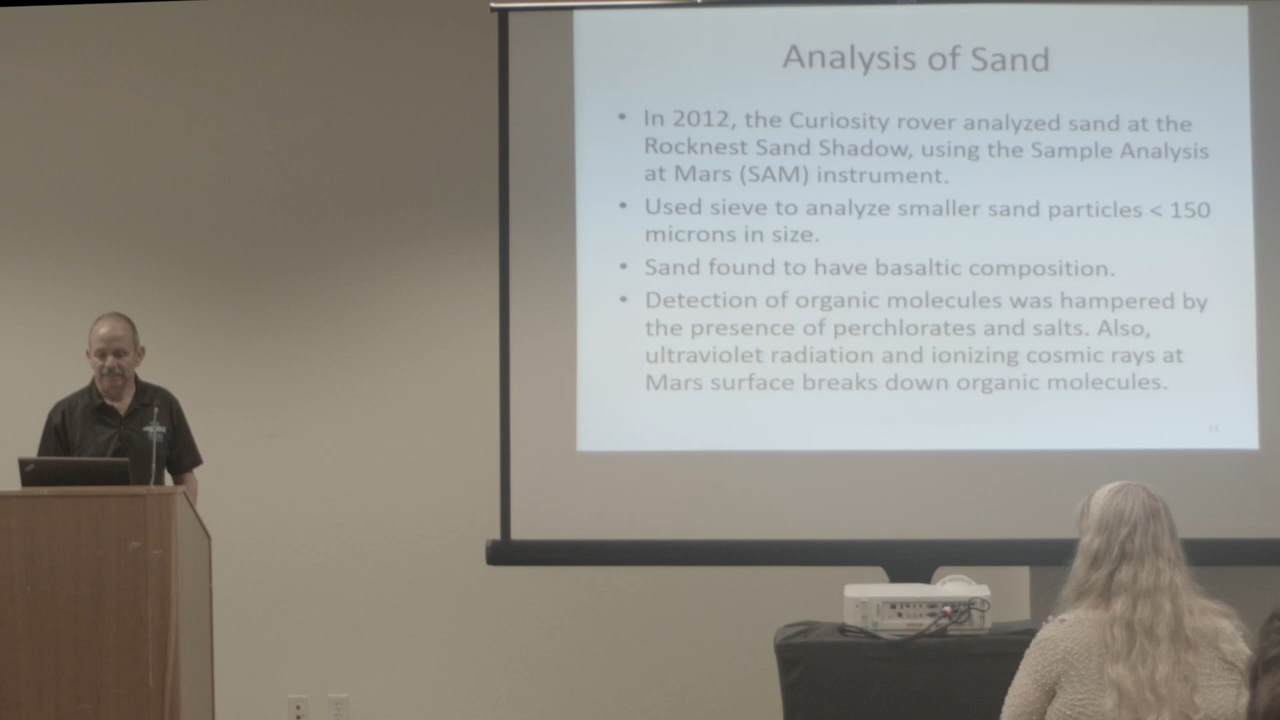 Analysis of Sand
• In 2012, the Curiosity rover analyzed sand at the
Rocknest Sand Shadow, using the Sample Analysis
at Mars (SAM) instrument.
• Used sieve to analyze smaller sand particles < 150
microns in size.
• Sand found to have basaltic composition.
• Detection of organic molecules was hampered by
the presence of perchlorates and salts. Also,
ultraviolet radiation and ionizing cosmic rays at
Mars surface breaks down organic molecules.